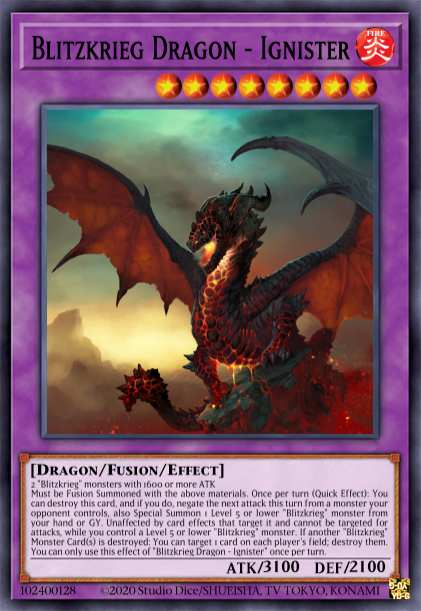 Blitzkrieg Dragon - Ignister
FIRE
炎
[Dragon/Fusion/Effect]
2 "Blitzkrieg" monsters with 1600 or more ATK
Must be Fusion Summoned with the above materials. Once per turn (Quick Effect): You
can destroy this card, and if you do, negate the next attack this turn from a monster your
opponent controls, also Special Summon 1 Level 5 or lower "Blitzkrieg" monster from
your hand or GY. Unaffected by card effects that target it and cannot be targeted for
attacks, while you control a Level 5 or lower "Blitzkrieg" monster. If another "Blitzkrieg"
Monster Card(s) is destroyed: You can target 1 card on each player's field; destroy them.
You can only use this effect of "Blitzkrieg Dragon - Ignister" once per turn.
ATK/3100 DEF/2100
102400128 ©2020 Studio Dice/SHUEISHA, TV TOKYO, KONAMI